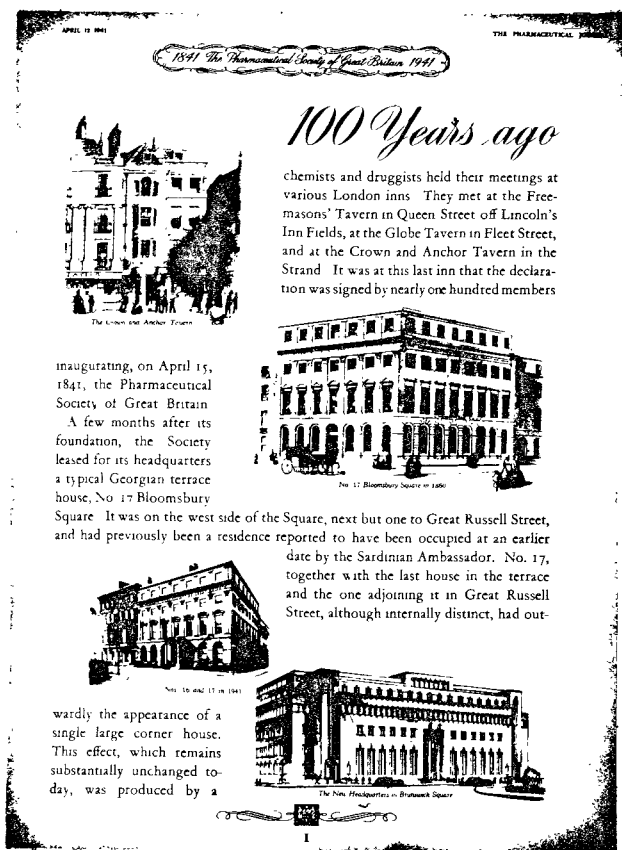 APRIL 12 1941
THE PHARMACEUTICAL
1841 The Pharmaceutical Society of Great Britain 1941
100 Years ago
chemists and druggists held their meetings at
various London inns They met at the Free-
masons' Tavern in Queen Street off Lincoln's
Inn Fields, at the Globe Tavern in Fleet Street,
and at the Crown and Anchor Tavern in the
Strand It was at this last inn that the declara-
tion was signed by nearly one hundred members
The Crown and Anchor Tavern
inaugurating, on April 15,
1841, the Pharmaceutical
Society of Great Britain
A few months after its
foundation, the Society
leased for its headquarters
a typical Georgian terrace
house, No 17 Bloomsbury
No. 17 Bloomsbury Square in 1860
Square It was on the west side of the Square, next but one to Great Russell Street,
and had previously been a residence reported to have been occupied at an earlier
date by the Sardinian Ambassador. No. 17,
together with the last house in the terrace
and the one adjoining it in Great Russell
Street, although internally distinct, had out-
Nos. 16 and 17 in 1941
wardly the appearance of a
single large corner house.
This effect, which remains
substantially unchanged to-
day, was produced by a
The New Headquarters in Brunswick Square
1